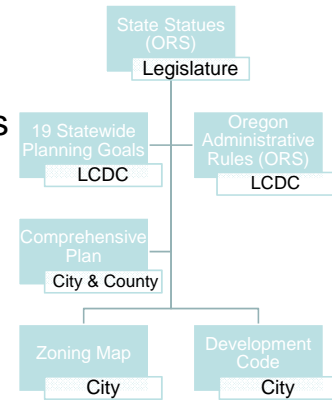 State Statues
(ORS)
Legislature
s
19 Statewide
Planning Goals
LCDC
Oregon
Administrative
Rules (ORS)
LCDC
Comprehensive
Plan
City & County
Zoning Map
City
Development
Code
City